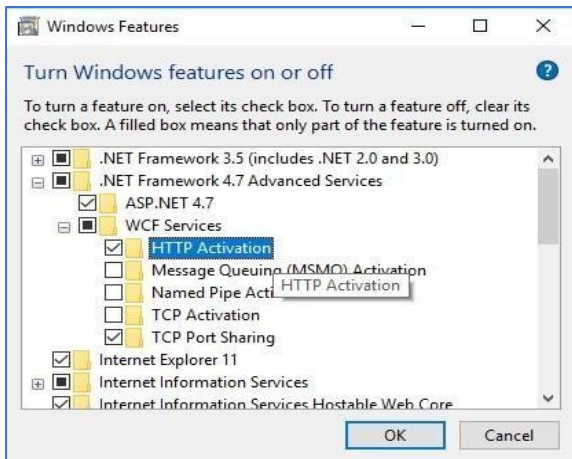 Windows Features
Turn Windows features on or off
To turn a feature on, select its check box. To turn a feature off, clear its
check box. A filled box means that only part of the feature is turned on.
.NET Framework 3.5 (includes .NET 2.0 and 3.0)
.NET Framework 4.7 Advanced Services
ASP.NET 4.7
WCF Services
HTTP Activation
Message Queuing (MSMQ) Activation
Named Pipe Acti
HTTP Activation
TCP Activation
TCP Port Sharing
Internet Explorer 11
Internet Information Services
Internet Information Services Hostable Web Core
OK
Cancel